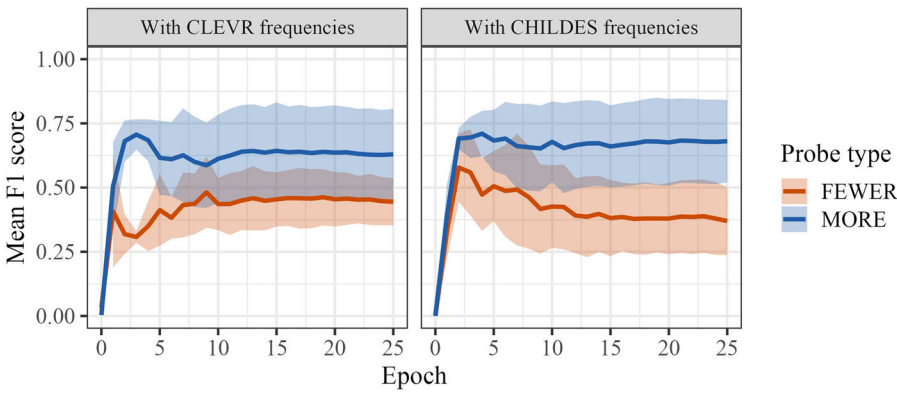 With CLEVR frequencies
With CHILDES frequencies
Mean F1 score
1.00
0.75
0.50
0.25
0.00
0 5 10 15 20 25
0 5 10 15 20 25
Epoch
Probe type
FEWER
MORE